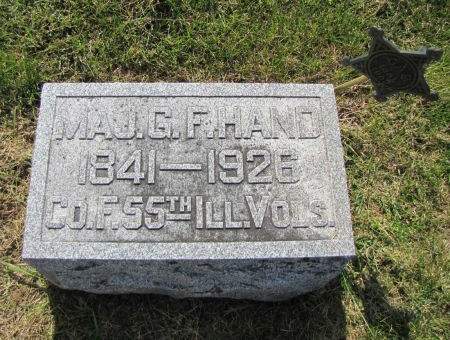 MAJ. G. F. HAND
1841—1926
CO. F. 55TH ILL. VOLS.